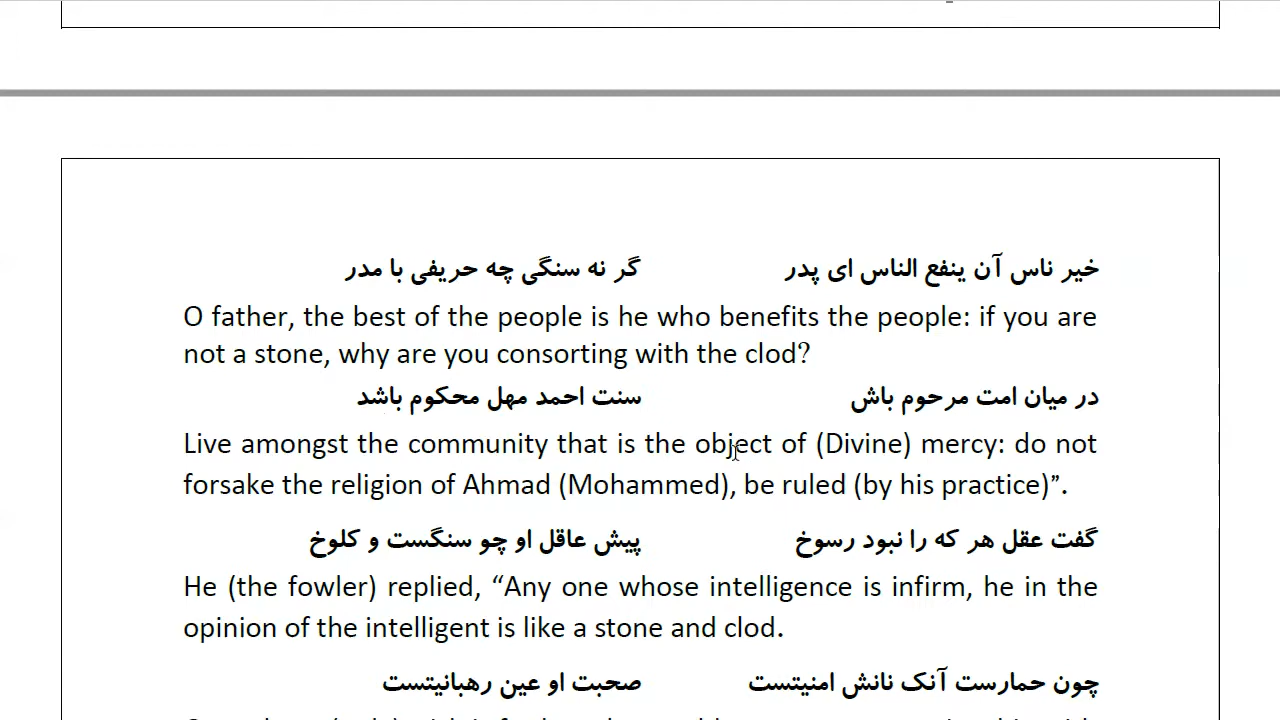 خیر ناس آن ینفع الناس ای پدر گر نه سنگی چه حریفی با مدر
O father, the best of the people is he who benefits the people: if you are
not a stone, why are you consorting with the clod?
در میان امت مرحوم باش سنت احمد مهل محکوم باشد
Live amongst the community that is the object of (Divine) mercy: do not
forsake the religion of Ahmad (Mohammed), be ruled (by his practice)”.
گفت عقل هر که را نبود رسوخ پیش عاقل او چو سنگست و کلوخ
He (the fowler) replied, “Any one whose intelligence is infirm, he in the
opinion of the intelligent is like a stone and clod.
چون حمارست آنک نانش امنیتست صحبت او عین رهبانیتست